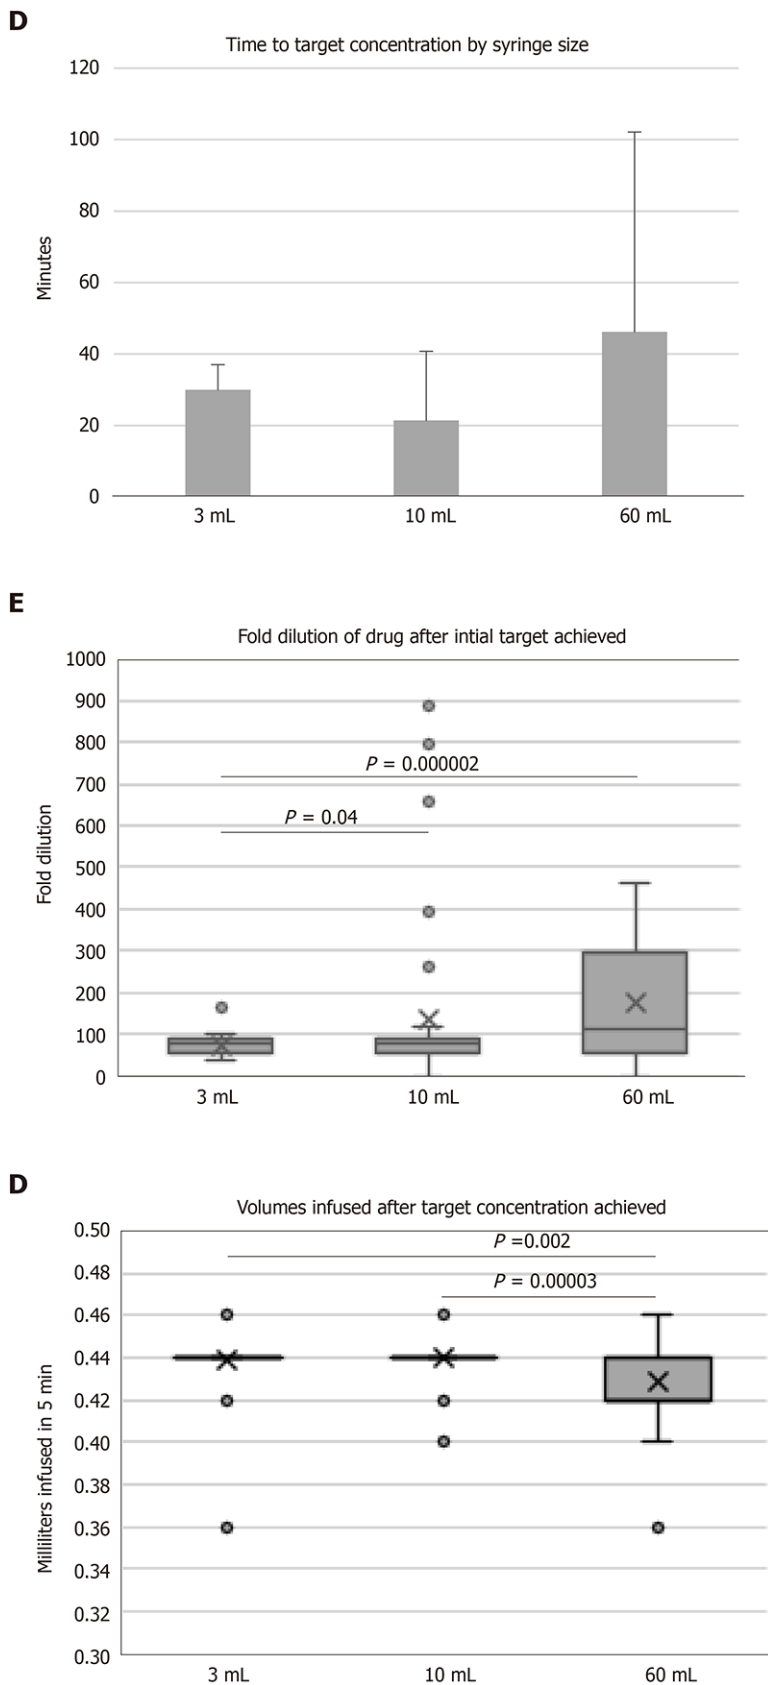 D
Time to target concentration by syringe size
Minutes
120
100
80
60
40
20
0
3 mL 10 mL 60 mL
E
Fold dilution of drug after intial target achieved
Fold dilution
1000
900
800
P = 0.000002
700
P = 0.04
600
500
400
300
200
100
0
3 mL 10 mL 60 mL
D
Volumes infused after target concentration achieved
Milliliters infused in 5 min
0.50
P =0.002
0.48
P = 0.00003
0.46
0.44
0.42
0.40
0.38
0.36
0.34
0.32
0.30
3 mL 10 mL 60 mL